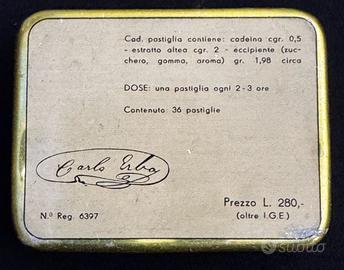 Cad. pastiglia contiene: codeina cgr. 0,5
- estratto altea cgr. 2 - eccipiente (zuc-
chero, gomma, aroma) gr. 1,98 circa
DOSE: una pastiglia ogni 2-3 ore
Contenuto: 36 pastiglie
Carlo Erba
Prezzo L. 280,-
(oltre I.G.E.)
N.º Reg. 6397
subito